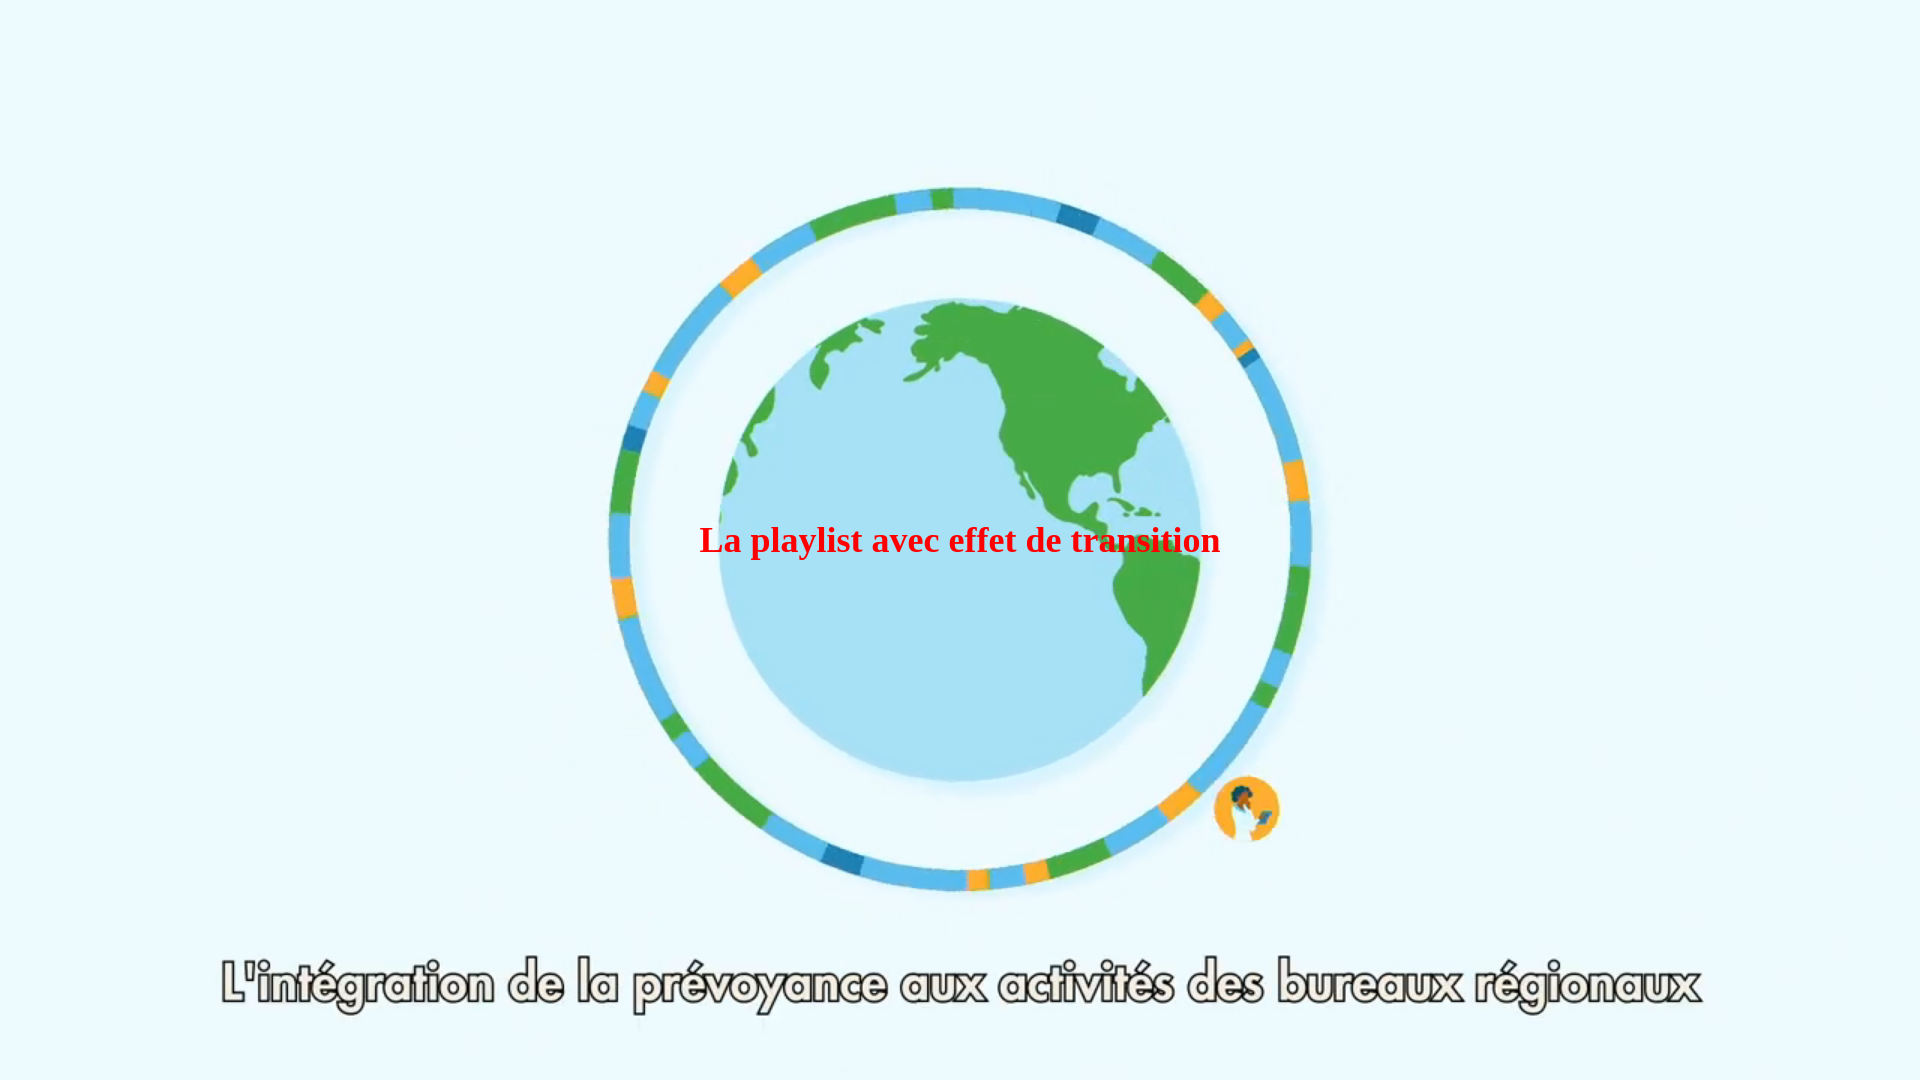 La playlist avec effet de transition
L'intégration de la prévoyance aux activités des bureaux régionaux